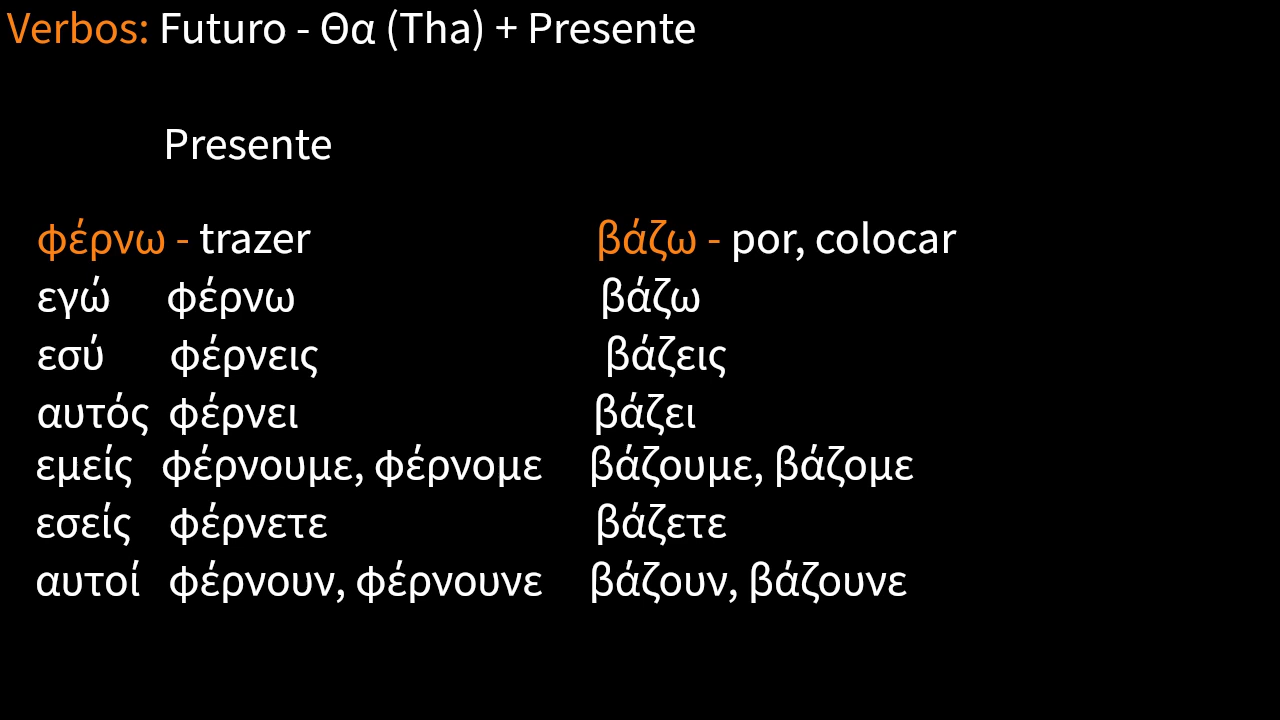 Verbos: Futuro - Θα (Tha) + Presente
Presente
φέρνω - trazer βάζω - por, colocar
εγώ φέρνω βάζω
εσύ φέρνεις βάζεις
αυτός φέρνει βάζει
εμείς φέρνουμε, φέρνομε βάζουμε, βάζομε
εσείς φέρνετε βάζετε
αυτοί φέρνουν, φέρνουνε βάζουν, βάζουνε